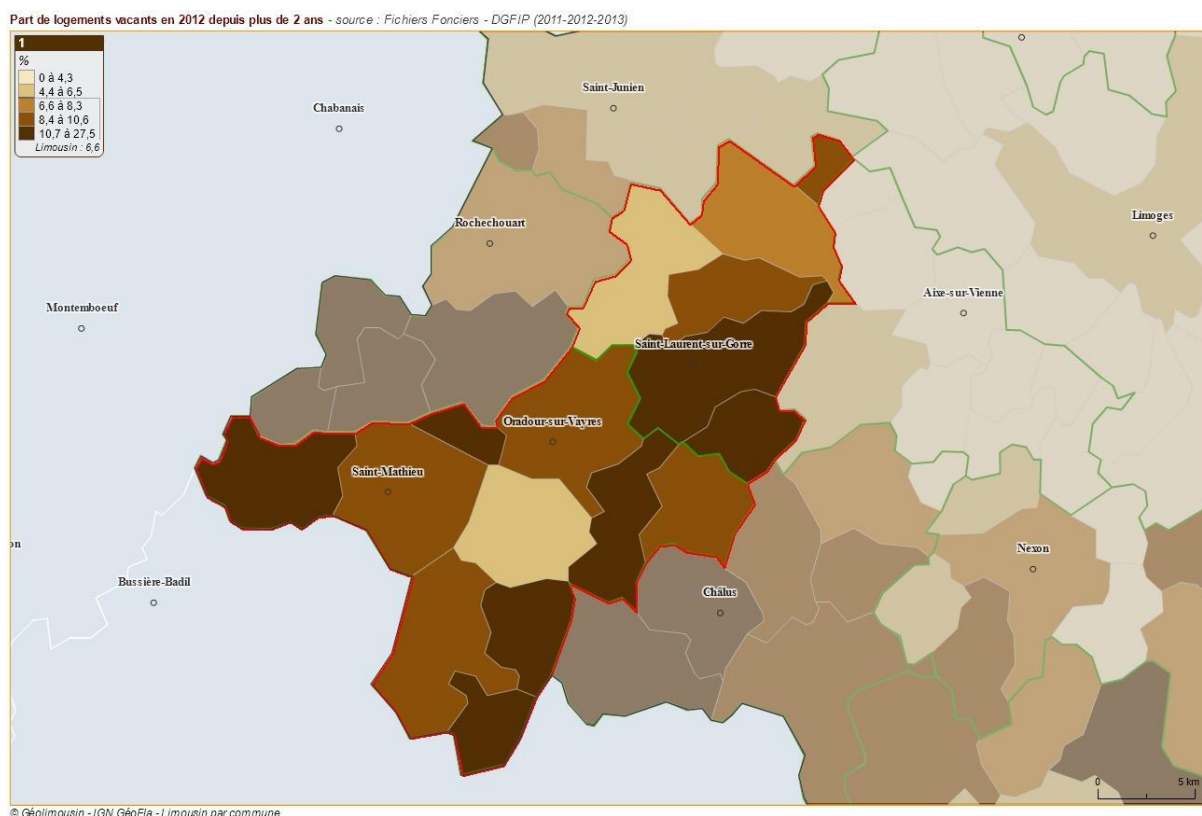 Part de logements vacants en 2012 depuis plus de 2 ans - source : Fichiers Fonciers - DGFIP (2011-2012-2013)
1
%
0 à 4,3
4,4 à 6,5
6,6 à 8,3
8,4 à 10,6
10,7 à 27,5
Limousin : 6,6
Saint-Junien
Chabanais
Limoges
Rochechouart
Aixe-sur-Vienne
Montemboeuf
Saint-Laurent-sur-Gorre
Oradour-sur-Vayres
Saint-Mathieu
on
Nexon
Bussière-Badil
Châlus
0 5 km
© Géolimousin - IGN GéoFla - Limousin par commune